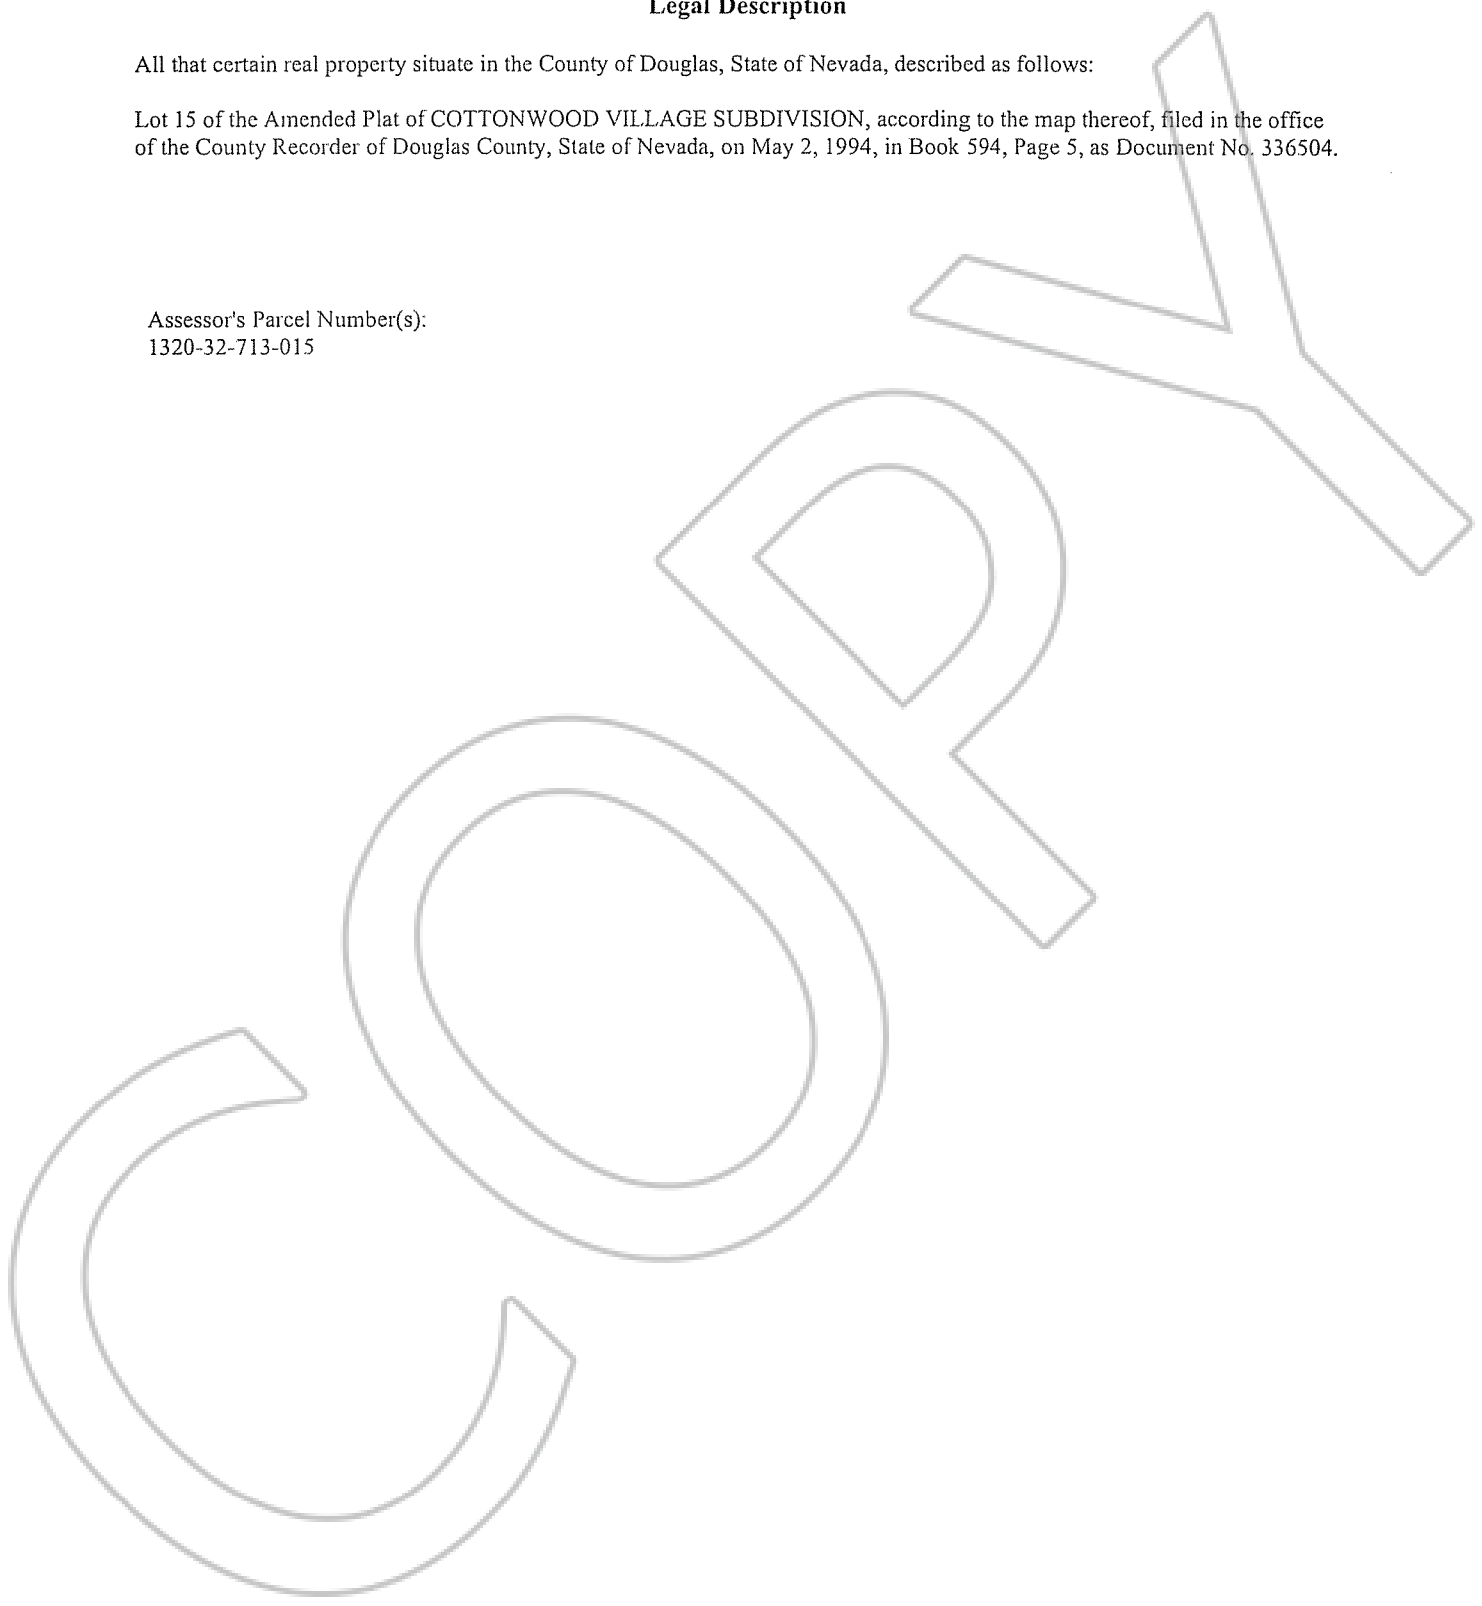 Legal Description
All that certain real property situate in the County of Douglas, State of Nevada, described as follows:
Lot 15 of the Amended Plat of COTTONWOOD VILLAGE SUBDIVISION, according to the map thereof, filed in the office
of the County Recorder of Douglas County, State of Nevada, on May 2, 1994, in Book 594, Page 5, as Document No. 336504.
Assessor's Parcel Number(s):
1320-32-713-015
COPY